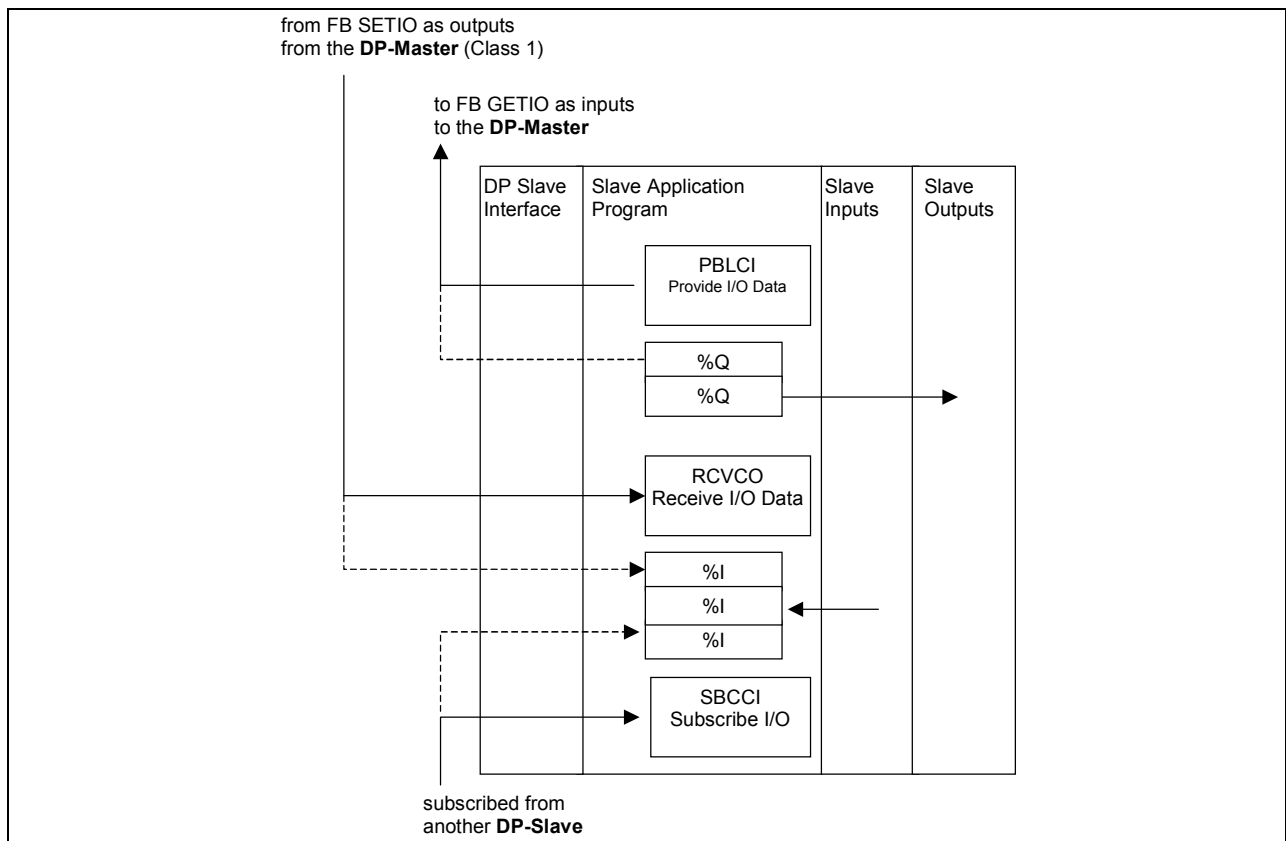 from FB SETIO as outputs
from the DP-Master (Class 1)
to FB GETIO as inputs
to the DP-Master
DP Slave
Interface
Slave Application
Program
Slave
Inputs
Slave
Outputs
PBLCI
Provide I/O Data
%Q
%Q
RCVCO
Receive I/O Data
%I
%I
%I
SBCCI
Subscribe I/O
subscribed from
another DP-Slave